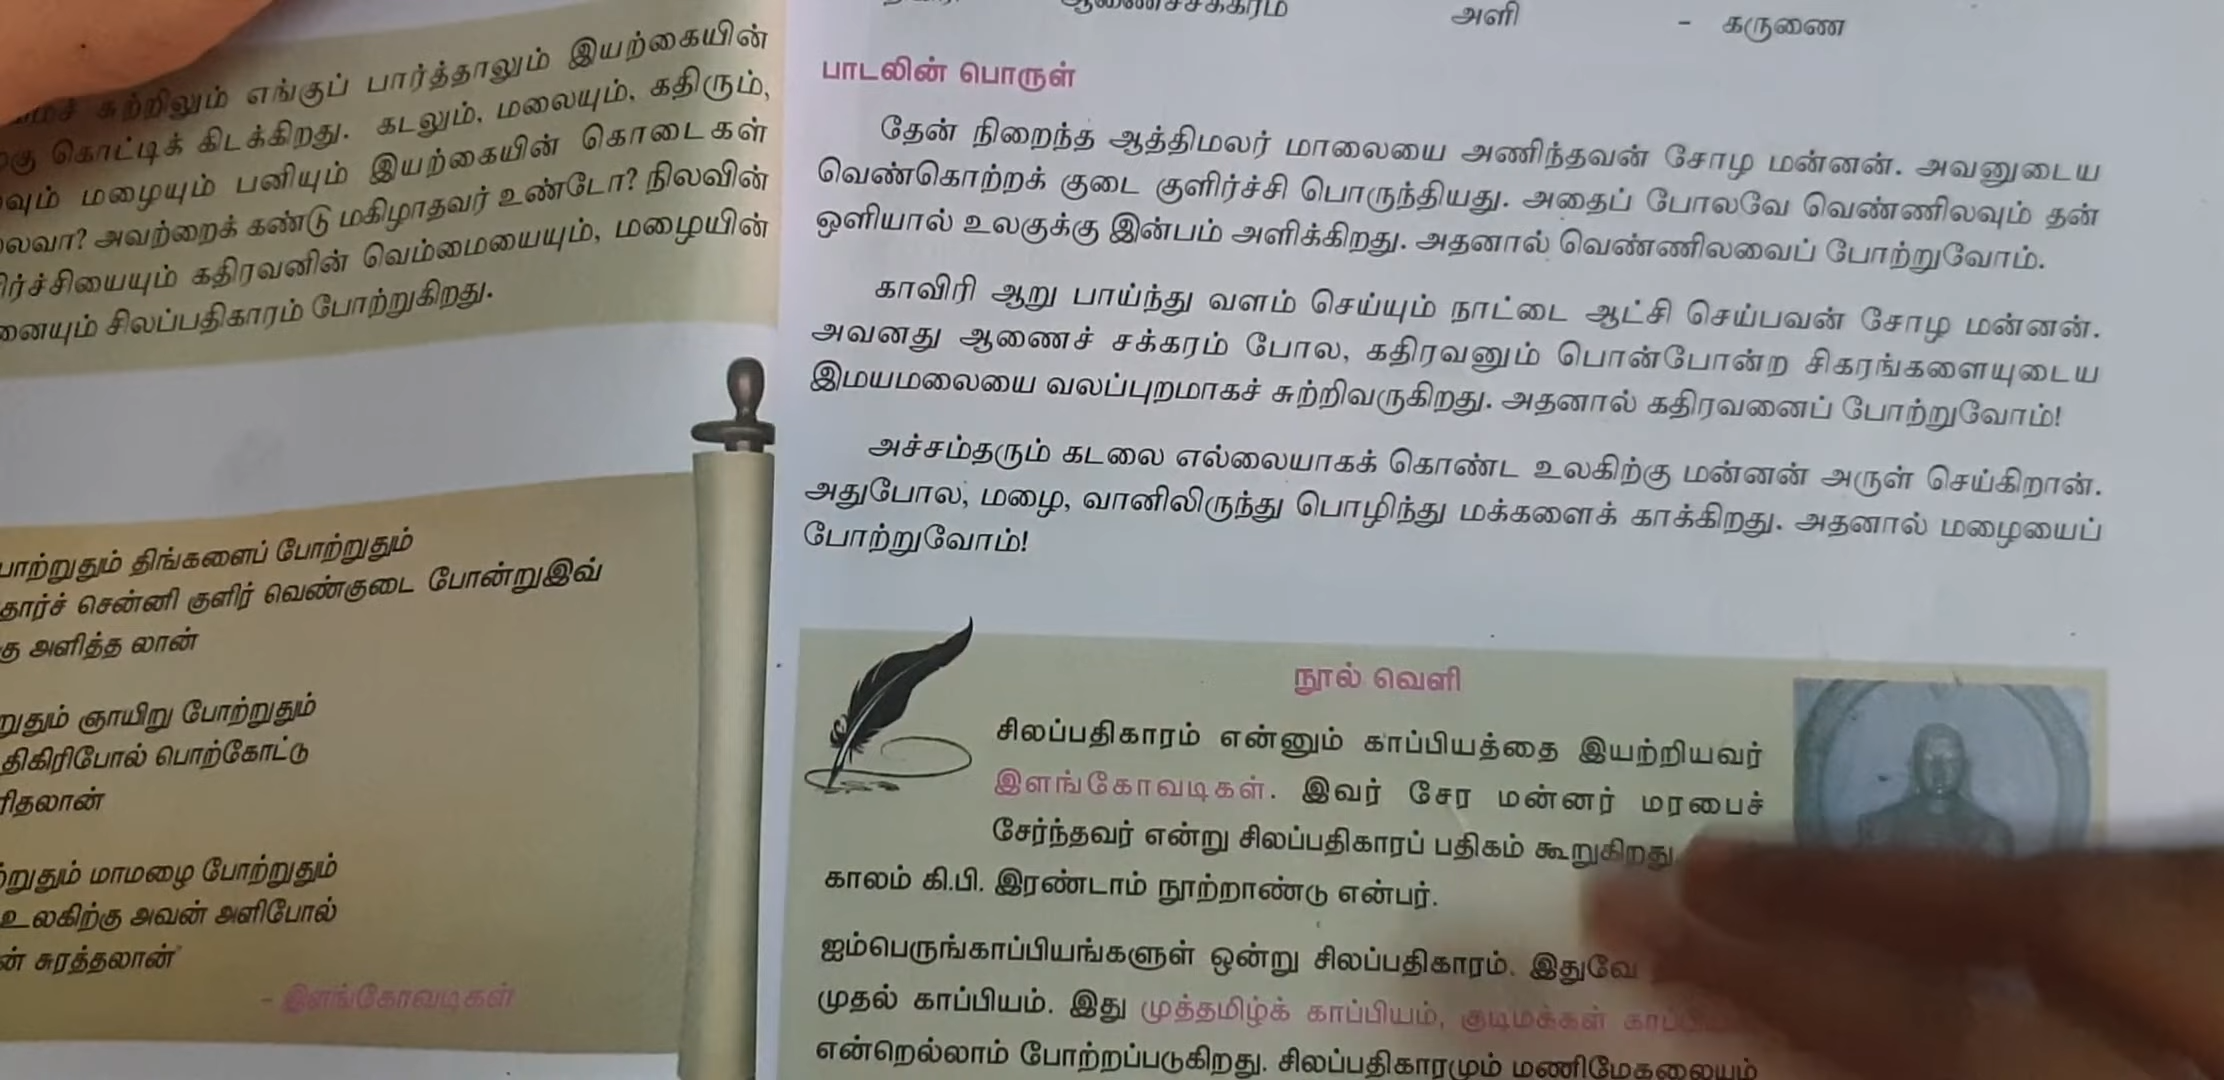 சுற்றிலும் எங்குப் பார்த்தாலும் இயற்கையின்
கொட்டிக் கிடக்கிறது. கடலும், மலையும், கதிரும்,
மழையும் பனியும் இயற்கையின் கொடைகள்
அவற்றைக் கண்டு மகிழாதவர் உண்டோ? நிலவின்
கதிரவனின் வெம்மையையும், மழையின்
சிலப்பதிகாரம் போற்றுகிறது.
திங்களைப் போற்றுதும்
சென்னி குளிர் வெண்குடை போன்றுஇவ்
அளித்த லான்
ஞாயிறு போற்றுதும்
திகிரிபோல் பொற்கோட்டு
மாமழை போற்றுதும்
உலகிற்கு அவன் அளிபோல்
சுரத்தலான்
- இளங்கோவடிகள்
ஆணைச்சக்கரம் அளி - கருணை
பாடலின் பொருள்
தேன் நிறைந்த ஆத்திமலர் மாலையை அணிந்தவன் சோழ மன்னன். அவனுடைய
வெண்கொற்றக் குடை குளிர்ச்சி பொருந்தியது. அதைப் போலவே வெண்ணிலவும் தன்
ஒளியால் உலகுக்கு இன்பம் அளிக்கிறது. அதனால் வெண்ணிலவைப் போற்றுவோம்.
காவிரி ஆறு பாய்ந்து வளம் செய்யும் நாட்டை ஆட்சி செய்பவன் சோழ மன்னன்.
அவனது ஆணைச் சக்கரம் போல, கதிரவனும் பொன்போன்ற சிகரங்களையுடைய
இமயமலையை வலப்புறமாகச் சுற்றிவருகிறது. அதனால் கதிரவனைப் போற்றுவோம்!
அச்சம்தரும் கடலை எல்லையாகக் கொண்ட உலகிற்கு மன்னன் அருள் செய்கிறான்.
அதுபோல, மழை, வானிலிருந்து பொழிந்து மக்களைக் காக்கிறது. அதனால் மழையைப்
போற்றுவோம்!
நூல் வெளி
சிலப்பதிகாரம் என்னும் காப்பியத்தை இயற்றியவர்
இளங்கோவடிகள். இவர் சேர மன்னர் மரபைச்
சேர்ந்தவர் என்று சிலப்பதிகாரப் பதிகம் கூறுகிறது.
காலம் கி.பி. இரண்டாம் நூற்றாண்டு என்பர்.
ஐம்பெருங்காப்பியங்களுள் ஒன்று சிலப்பதிகாரம். இதுவே
முதல் காப்பியம். இது முத்தமிழ்க் காப்பியம், குடிமக்கள்
என்றெல்லாம் போற்றப்படுகிறது. சிலப்பதிகாரமும் மணிமேகலையும்